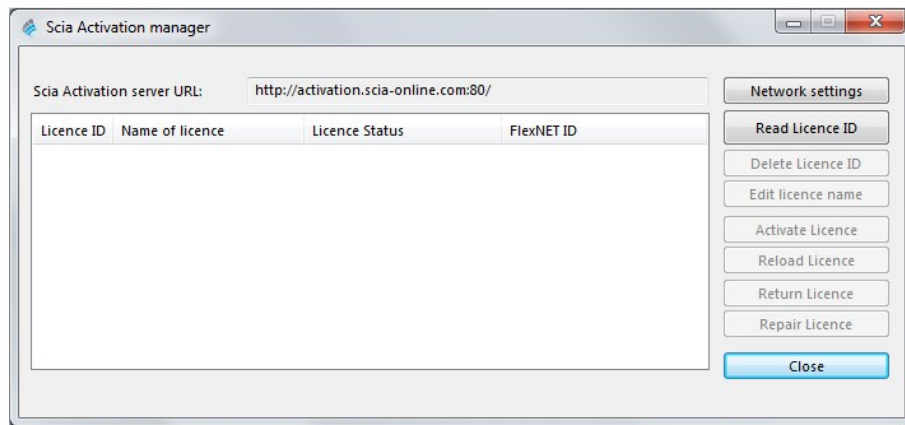 Scia Activation manager
Scia Activation server URL: http://activation.scia-online.com:80/ Network settings
Licence ID Name of licence Licence Status FlexNET ID
Read Licence ID
Delete Licence ID
Edit licence name
Activate Licence
Reload Licence
Return Licence
Repair Licence
Close